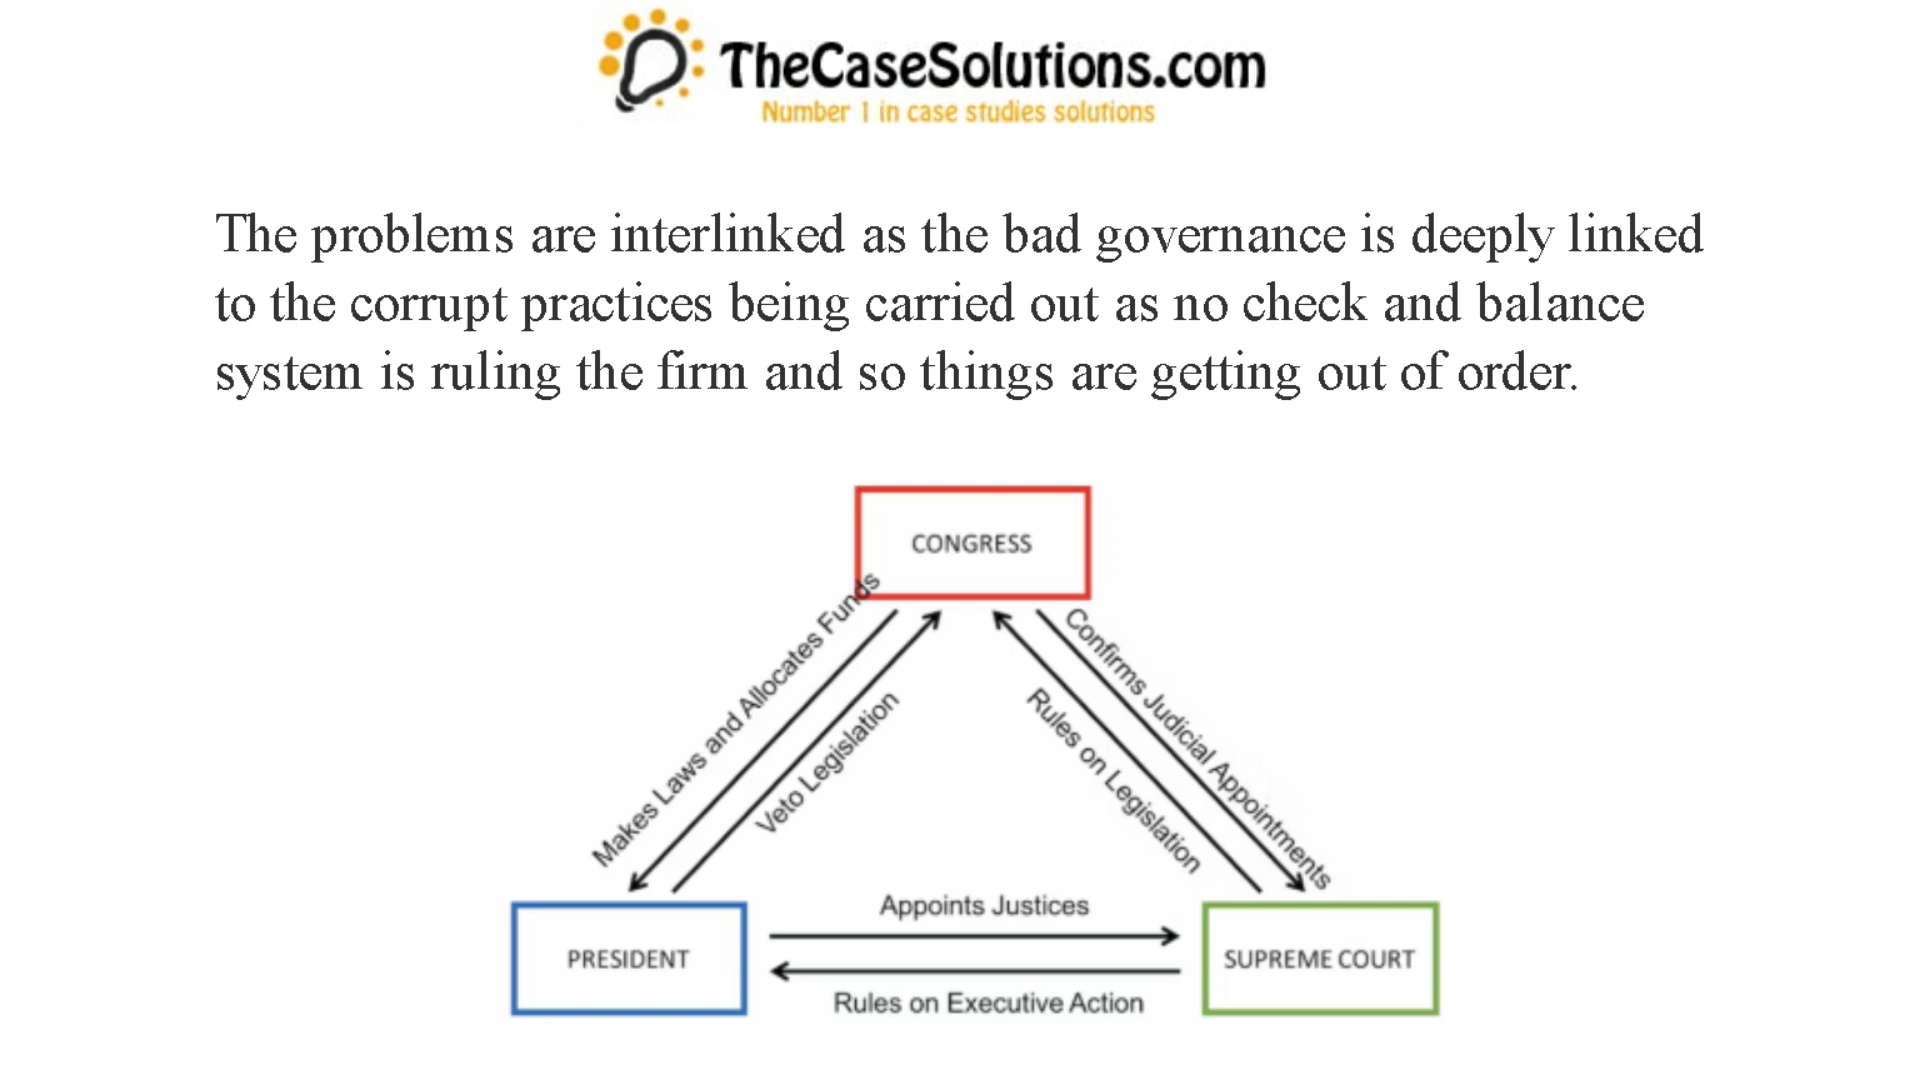 TheCaseSolutions.com
Number 1 in case studies solutions
The problems are interlinked as the bad governance is deeply linked
to the corrupt practices being carried out as no check and balance
system is ruling the firm and so things are getting out of order.
CONGRESS
Makes Laws and Allocates Funds
Veto Legislation
Rules on Legislation
Confirms Judicial Appointments
Appoints Justices
PRESIDENT
SUPREME COURT
Rules on Executive Action